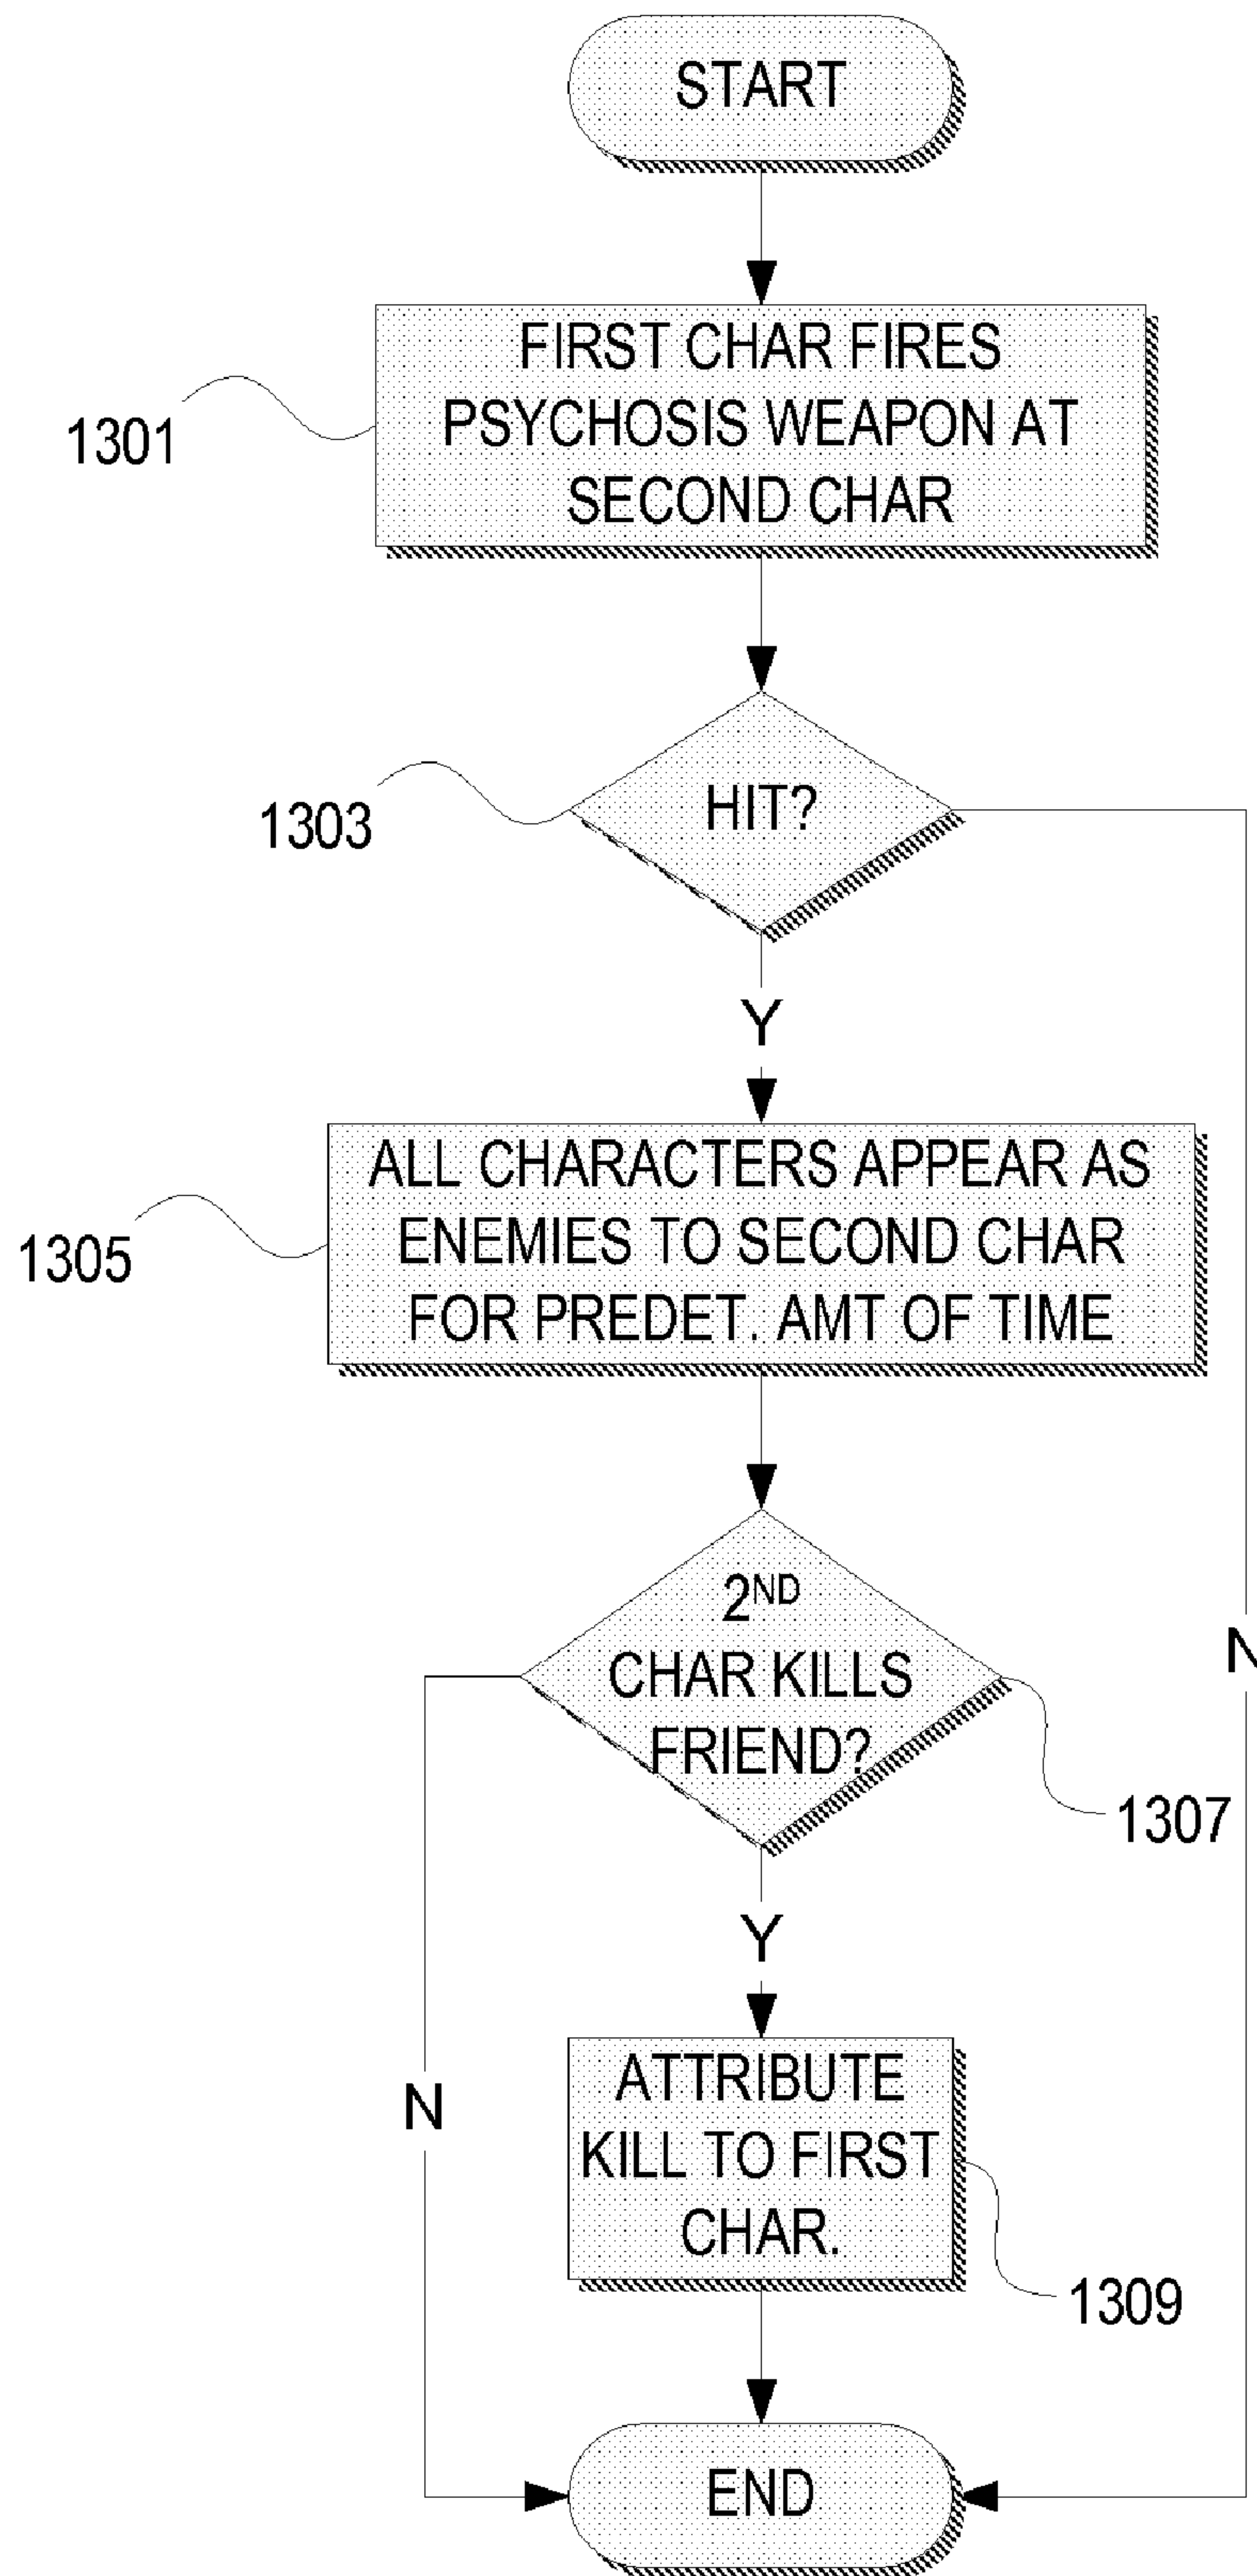 START
FIRST CHAR FIRES
PSYCHOSIS WEAPON AT
SECOND CHAR
1301
HIT?
1303
Y
ALL CHARACTERS APPEAR AS
ENEMIES TO SECOND CHAR
FOR PREDET. AMT OF TIME
1305
2ND
CHAR KILLS
FRIEND?
N
1307
Y
ATTRIBUTE
KILL TO FIRST
CHAR.
N
1309
END